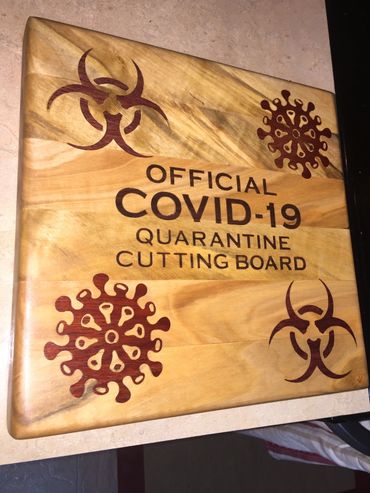 OFFICIAL
COVID-19
QUARANTINE
CUTTING BOARD